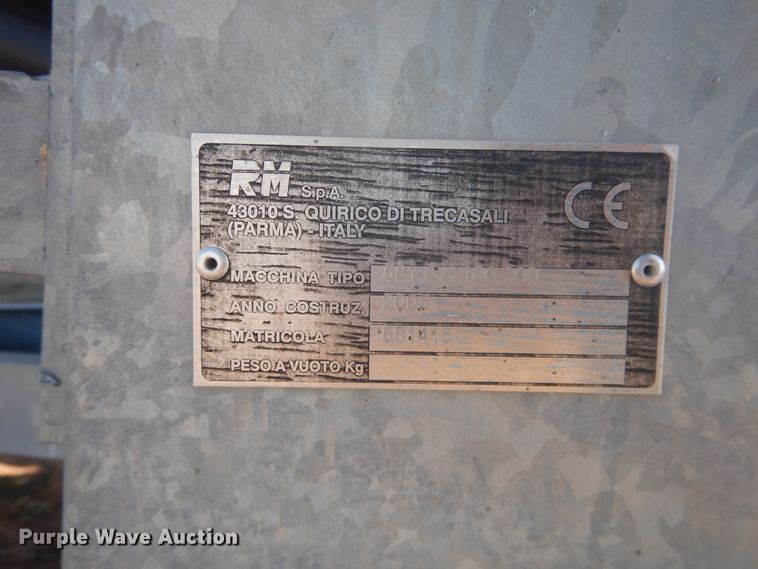 RM S.p.A.
43010 S. QUIRICO DI TRECASALI
(PARMA) - ITALY
CE
MACCHINA TIPO
ANNO COSTRUZ.
MATRICOLA
PESO A VUOTO Kg
Purple Wave Auction